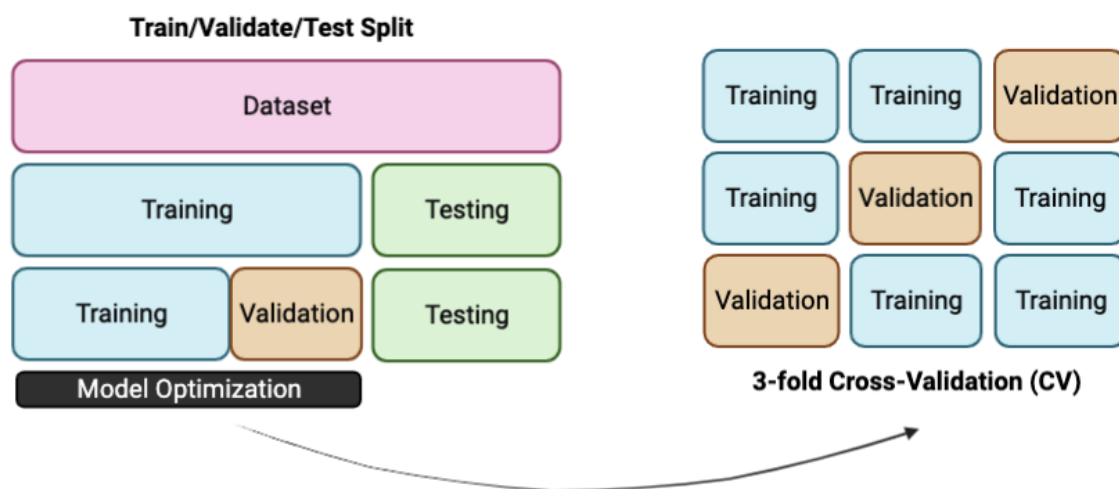 Train/Validate/Test Split
Dataset
Training Testing
Training Validation Testing
Model Optimization
Training Training Validation
Training Validation Training
Validation Training Training
3-fold Cross-Validation (CV)